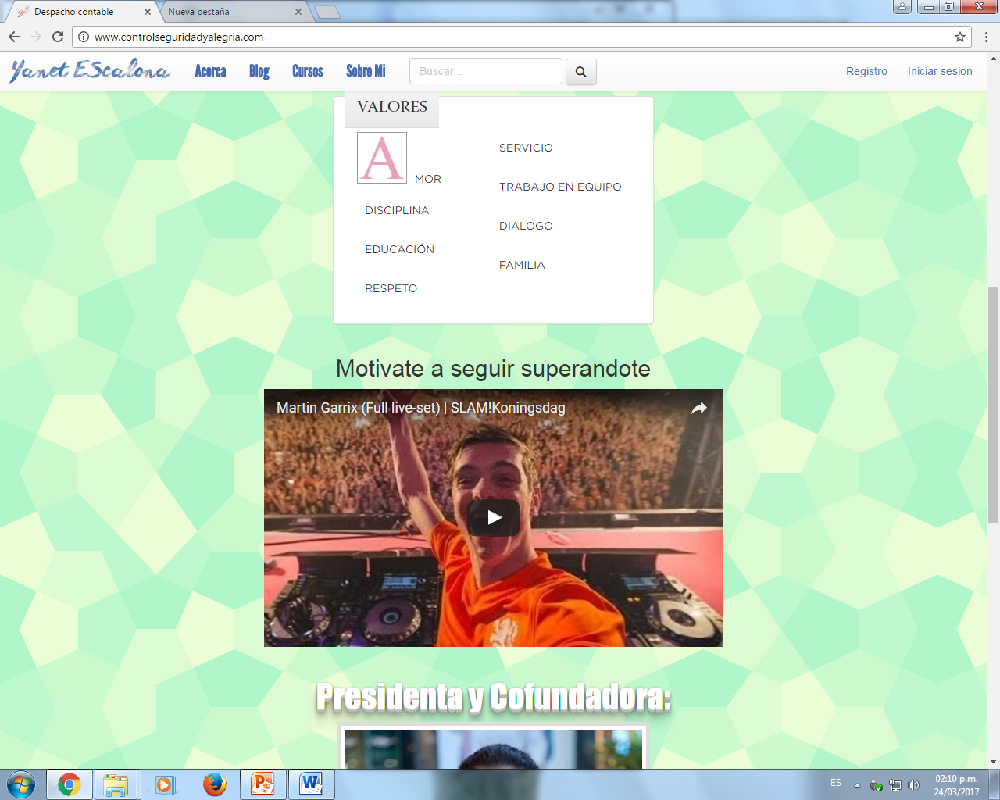 Despacho contable
Nueva pestaña
www.controlseguridadyalegria.com
Yanet EScalona
Acerca
Blog
Cursos
Sobre Mi
Buscar...
Registro
Iniciar sesion
VALORES
A MOR
DISCIPLINA
EDUCACIÓN
RESPETO
SERVICIO
TRABAJO EN EQUIPO
DIALOGO
FAMILIA
Motivate a seguir superandote
Martin Garrix (Full live-set) | SLAM!Koningsdag
Presidenta y Cofundadora:
ES
02:10 p.m.
24/03/2017